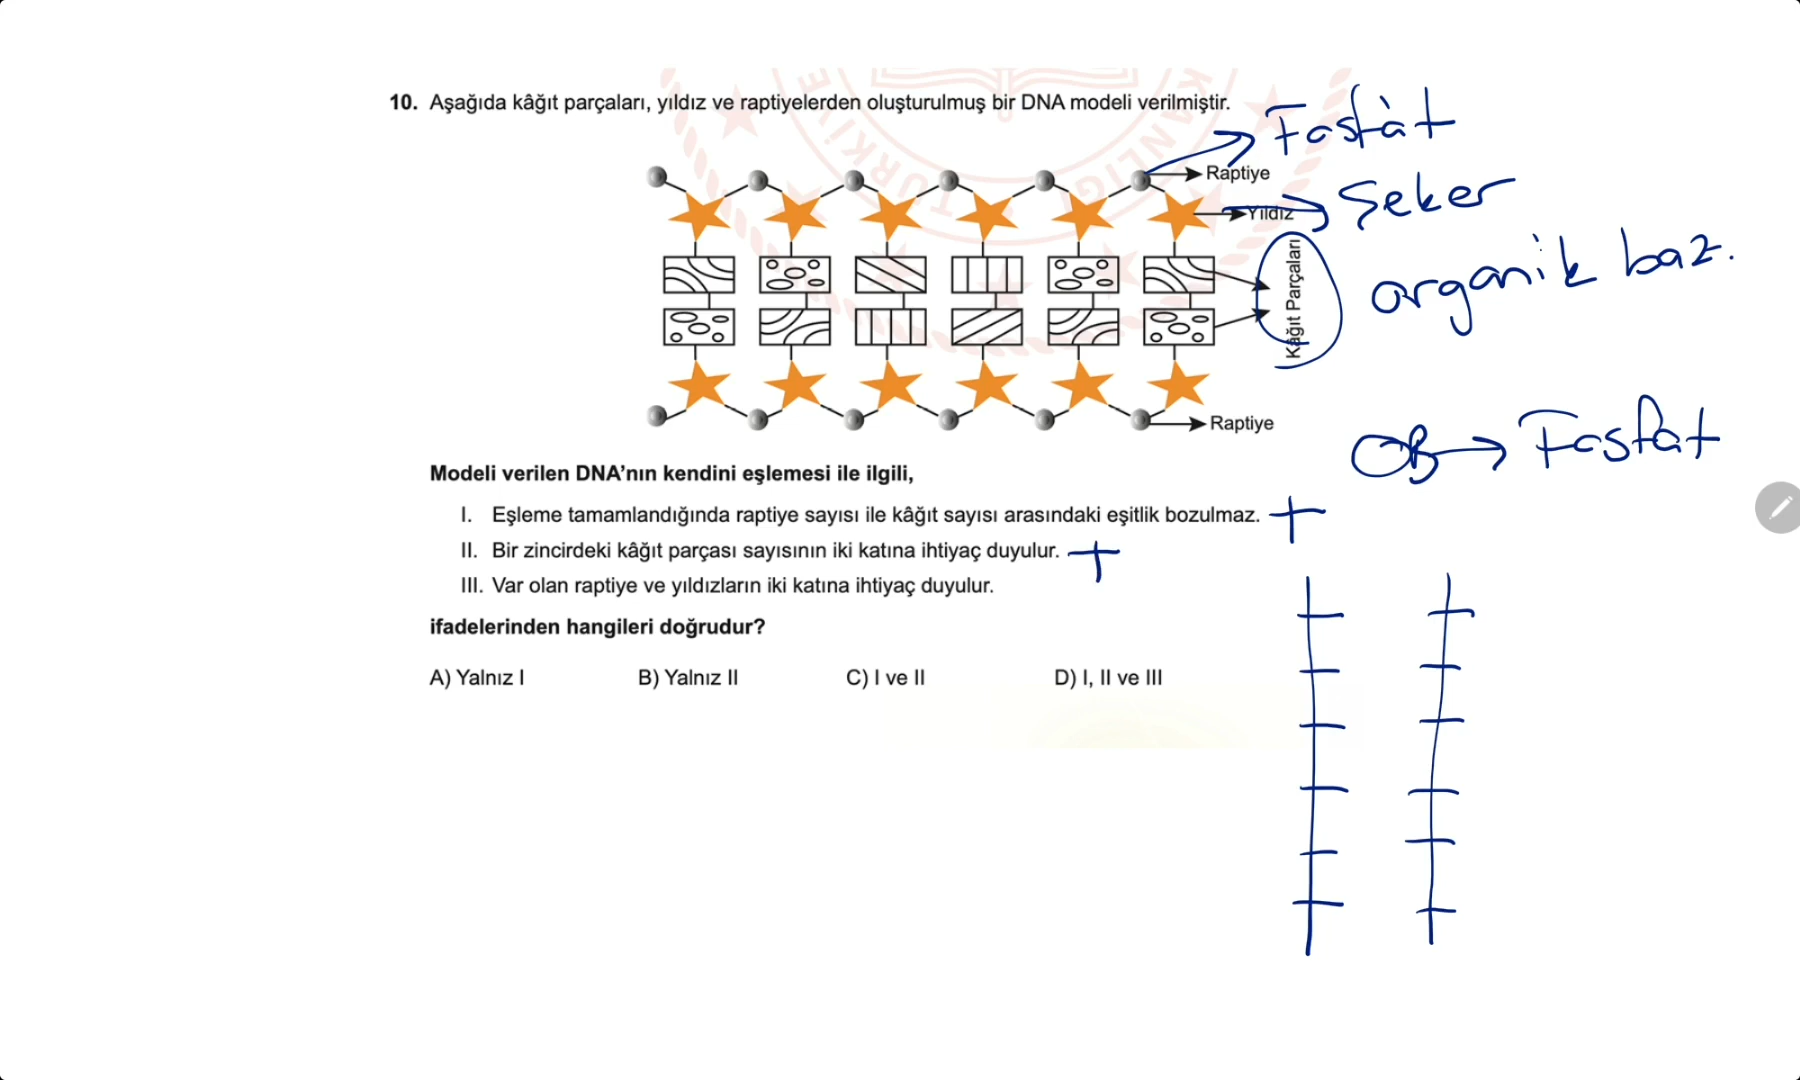 10. Aşağıda kâğıt parçaları, yıldız ve raptiyelerden oluşturulmuş bir DNA modeli verilmiştir.
Fosfat
Raptiye
Yıldız
Şeker
Kâğıt Parçaları
organik baz.
Raptiye
OB → Fosfat
Modeli verilen DNA'nın kendini eşlemesi ile ilgili,
I. Eşleme tamamlandığında raptiye sayısı ile kâğıt sayısı arasındaki eşitlik bozulmaz. +
II. Bir zincirdeki kâğıt parçası sayısının iki katına ihtiyaç duyulur. +
III. Var olan raptiye ve yıldızların iki katına ihtiyaç duyulur.
ifadelerinden hangileri doğrudur?
A) Yalnız I B) Yalnız II C) I ve II D) I, II ve III